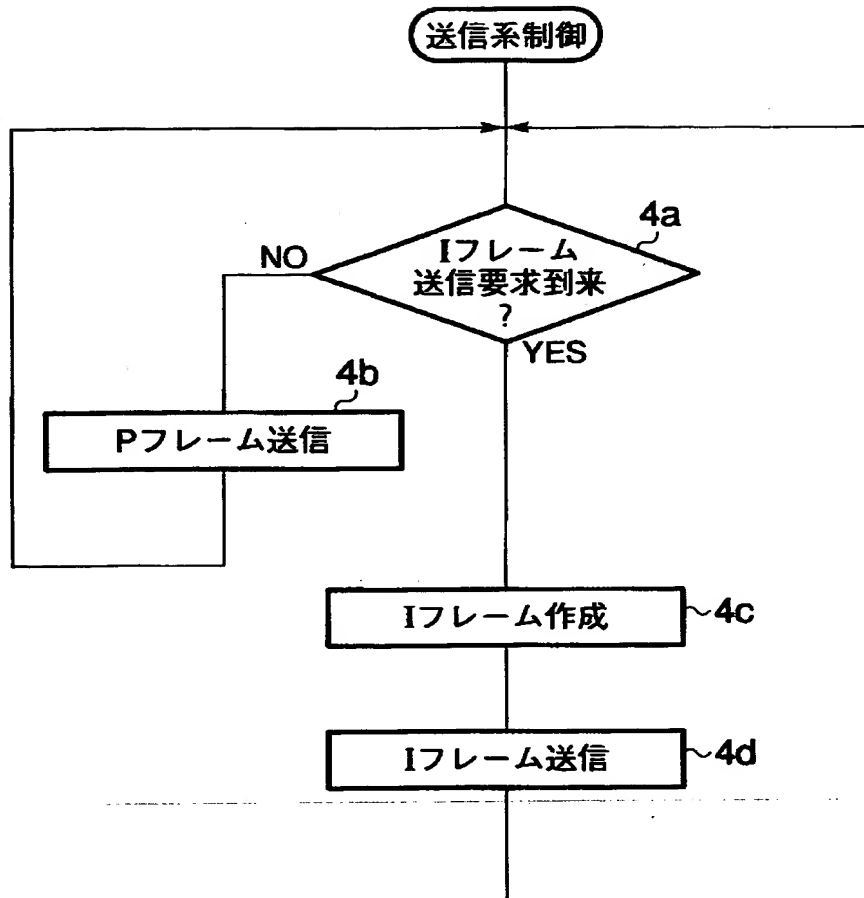 送信系制御
4a
Iフレーム
送信要求到来
?
NO
YES
4b
Pフレーム送信
Iフレーム作成
4c
Iフレーム送信
4d